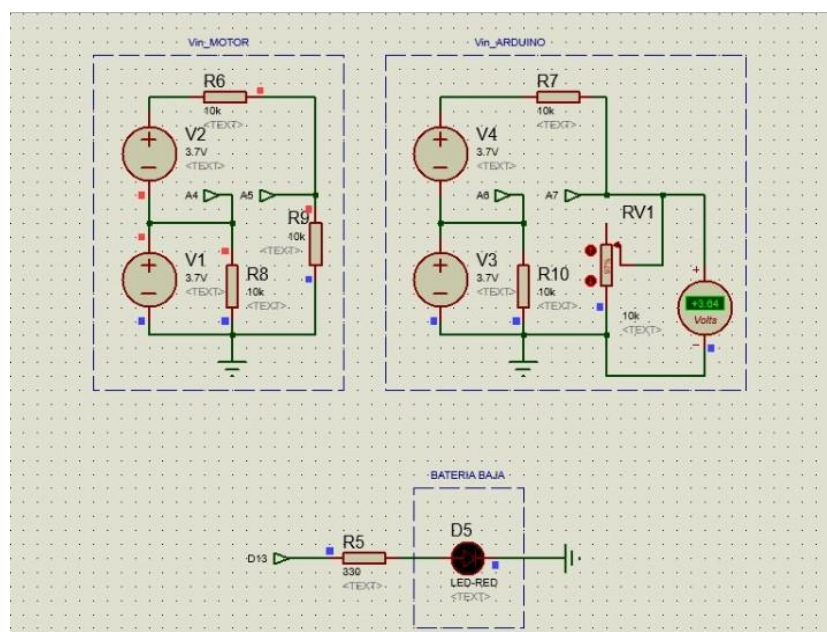 Vin_MOTOR
R6
10k
<TEXT>
V2
3.7V
<TEXT>
A4
A5
R9
10k
<TEXT>
V1
3.7V
<TEXT>
R8
10k
<TEXT>
Vin_ARDUINO
R7
10k
<TEXT>
V4
3.7V
<TEXT>
A6
A7
RV1
V3
3.7V
<TEXT>
R10
10k
<TEXT>
10k
<TEXT>
+3.64
Volts
BATERIA BAJA
D13
R5
330
<TEXT>
D5
LED-RED
<TEXT>